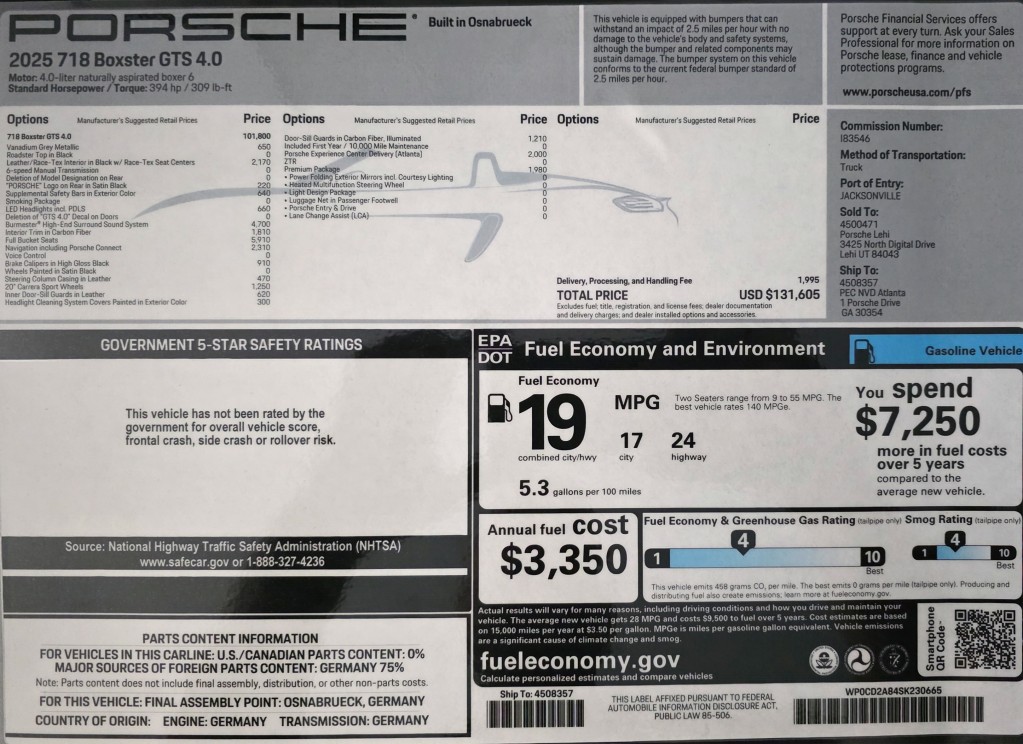 PORSCHE
Built in Osnabrueck
2025 718 Boxster GTS 4.0
Motor: 4.0-liter naturally aspirated boxer 6
Standard Horsepower / Torque: 394 hp / 309 lb-ft
This vehicle is equipped with bumpers that can
withstand an impact of 2.5 miles per hour with no
damage to the vehicle's body and safety systems,
although the bumper and related components may
sustain damage. The bumper system on this vehicle
conforms to the current federal bumper standard of
2.5 miles per hour.
Porsche Financial Services offers
support at every turn. Ask your Sales
Professional for more information on
Porsche lease, finance and vehicle
protections programs.
www.porscheusa.com/pfs
Options Manufacturer's Suggested Retail Prices Price
718 Boxster GTS 4.0 101,800
Vanadium Grey Metallic 650
Roadster Top in Black 0
Leather/Race-Tex Interior in Black w/ Race-Tex Seat Centers 2,170
6-speed Manual Transmission 0
Deletion of Model Designation on Rear 0
"PORSCHE" Logo on Rear in Satin Black 220
Supplemental Safety Bars in Exterior Color 640
Smoking Package 0
LED Headlights incl. PDLS 660
Deletion of "GTS 4.0" Decal on Doors 0
Burmester® High-End Surround Sound System 4,700
Interior Trim in Carbon Fiber 1,810
Full Bucket Seats 5,910
Navigation including Porsche Connect 2,310
Voice Control 0
Brake Calipers in High Gloss Black 910
Wheels Painted in Satin Black 0
Steering Column Casing in Leather 470
20" Carrera Sport Wheels 1,250
Inner Door-Sill Guards in Leather 620
Headlight Cleaning System Covers Painted in Exterior Color 300
Options Manufacturer's Suggested Retail Prices Price
Door-Sill Guards in Carbon Fiber, Illuminated 1,210
Included First Year / 10,000 Mile Maintenance 0
Porsche Experience Center Delivery (Atlanta) 2,000
ZTR 0
Premium Package 1,980
• Power Folding Exterior Mirrors incl. Courtesy Lighting 0
• Heated Multifunction Steering Wheel 0
• Light Design Package 0
• Luggage Net in Passenger Footwell 0
• Porsche Entry & Drive 0
• Lane Change Assist (LCA) 0
Options Manufacturer's Suggested Retail Prices Price
Delivery, Processing, and Handling Fee 1,995
TOTAL PRICE USD $131,605
Excludes fuel, title, registration, and license fees; dealer documentation
and delivery charges; and dealer installed options and accessories.
Commission Number:
I83546
Method of Transportation:
Truck
Port of Entry:
JACKSONVILLE
Sold To:
4500471
Porsche Lehi
3425 North Digital Drive
Lehi UT 84043
Ship To:
4508357
PEC NVD Atlanta
1 Porsche Drive
GA 30354
GOVERNMENT 5-STAR SAFETY RATINGS
This vehicle has not been rated by the
government for overall vehicle score,
frontal crash, side crash or rollover risk.
Source: National Highway Traffic Safety Administration (NHTSA)
www.safecar.gov or 1-888-327-4236
PARTS CONTENT INFORMATION
FOR VEHICLES IN THIS CARLINE: U.S./CANADIAN PARTS CONTENT: 0%
MAJOR SOURCES OF FOREIGN PARTS CONTENT: GERMANY 75%
Note: Parts content does not include final assembly, distribution, or other non-parts costs.
FOR THIS VEHICLE: FINAL ASSEMBLY POINT: OSNABRUECK, GERMANY
COUNTRY OF ORIGIN: ENGINE: GERMANY TRANSMISSION: GERMANY
EPA
DOT
Fuel Economy and Environment
Gasoline Vehicle
Fuel Economy
19 MPG
combined city/hwy
17
city
24
highway
5.3 gallons per 100 miles
Two Seaters range from 9 to 55 MPG. The
best vehicle rates 140 MPGe.
You spend
$7,250
more in fuel costs
over 5 years
compared to the
average new vehicle.
Annual fuel cost
$3,350
Fuel Economy & Greenhouse Gas Rating (tailpipe only)
1
4
10
Best
Smog Rating (tailpipe only)
1
4
10
Best
This vehicle emits 458 grams CO₂ per mile. The best emits 0 grams per mile (tailpipe only). Producing and
distributing fuel also create emissions; learn more at fueleconomy.gov.
Actual results will vary for many reasons, including driving conditions and how you drive and maintain your
vehicle. The average new vehicle gets 28 MPG and costs $9,500 to fuel over 5 years. Cost estimates are based
on 15,000 miles per year at $3.50 per gallon. MPGe is miles per gasoline gallon equivalent. Vehicle emissions
are a significant cause of climate change and smog.
fueleconomy.gov
Calculate personalized estimates and compare vehicles
Smartphone
QR Code™
Ship To: 4508357
THIS LABEL AFFIXED PURSUANT TO FEDERAL
AUTOMOBILE INFORMATION DISCLOSURE ACT,
PUBLIC LAW 85-506.
WP0CD2A84SK230665